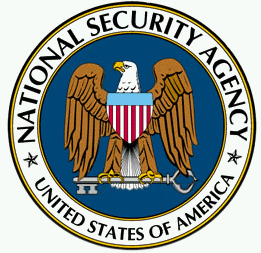 NATIONAL SECURITY AGENCY
UNITED STATES OF AMERICA